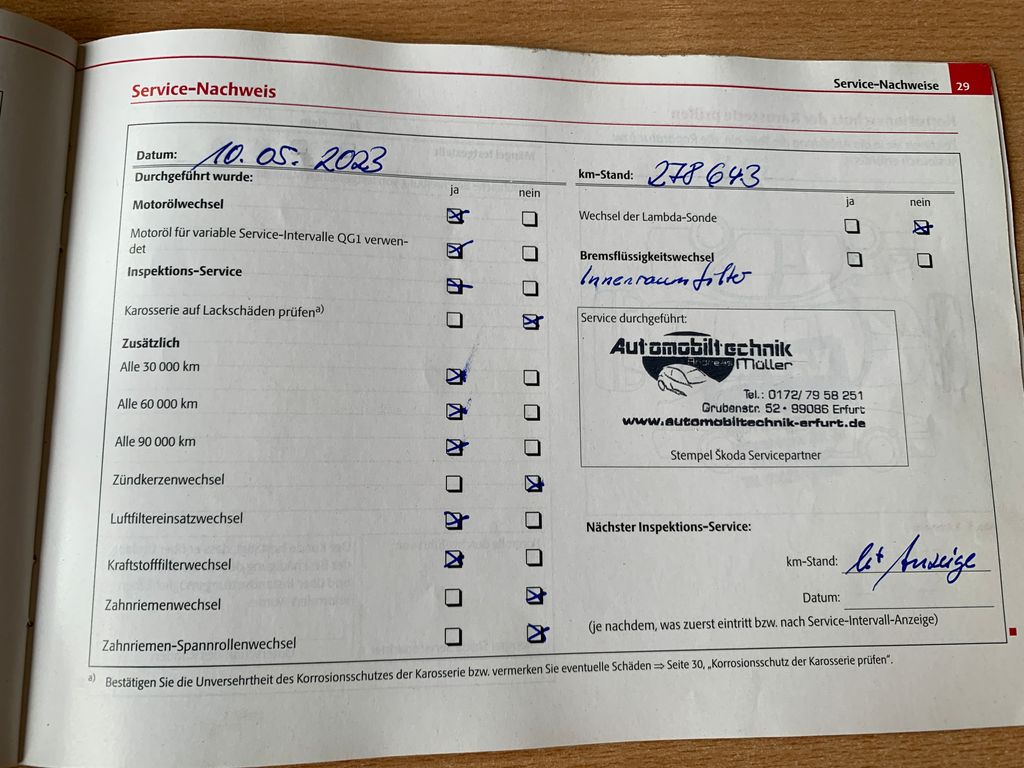 Service-Nachweise 29
Service-Nachweis
Datum: 10.05.2023
Durchgeführt wurde:
ja nein
Motorölwechsel
Motoröl für variable Service-Intervalle QG1 verwen-
det
Inspektions-Service
Karosserie auf Lackschäden prüfen a)
Zusätzlich
Alle 30 000 km
Alle 60 000 km
Alle 90 000 km
Zündkerzenwechsel
Luftfiltereinsatzwechsel
Kraftstofffilterwechsel
Zahnriemenwechsel
Zahnriemen-Spannrollenwechsel
km-Stand: 278643
ja nein
Wechsel der Lambda-Sonde
Bremsflüssigkeitswechsel
Innenraumfilter
Service durchgeführt:
Automobiltechnik
Andreas Müller
Tel.: 0172/ 79 58 251
Grubenstr. 52 • 99086 Erfurt
www.automobiltechnik-erfurt.de
Stempel Škoda Servicepartner
Nächster Inspektions-Service:
km-Stand: lt Anzeige
Datum:
(je nachdem, was zuerst eintritt bzw. nach Service-Intervall-Anzeige)
a) Bestätigen Sie die Unversehrtheit des Korrosionsschutzes der Karosserie bzw. vermerken Sie eventuelle Schäden ⇒ Seite 30, „Korrosionsschutz der Karosserie prüfen“.